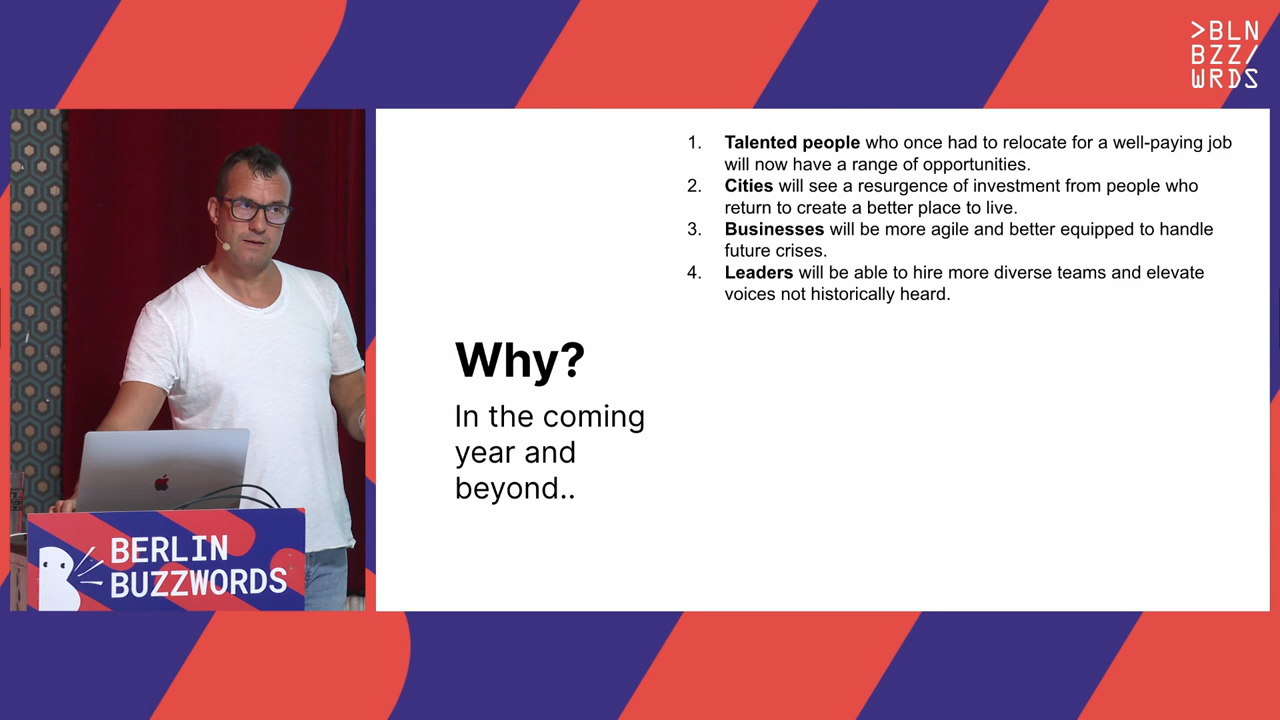 >BLN
BZZ/
WRDS
1. Talented people who once had to relocate for a well-paying job
will now have a range of opportunities.
2. Cities will see a resurgence of investment from people who
return to create a better place to live.
3. Businesses will be more agile and better equipped to handle
future crises.
4. Leaders will be able to hire more diverse teams and elevate
voices not historically heard.
Why?
In the coming
year and
beyond..
BERLIN
BUZZWORDS